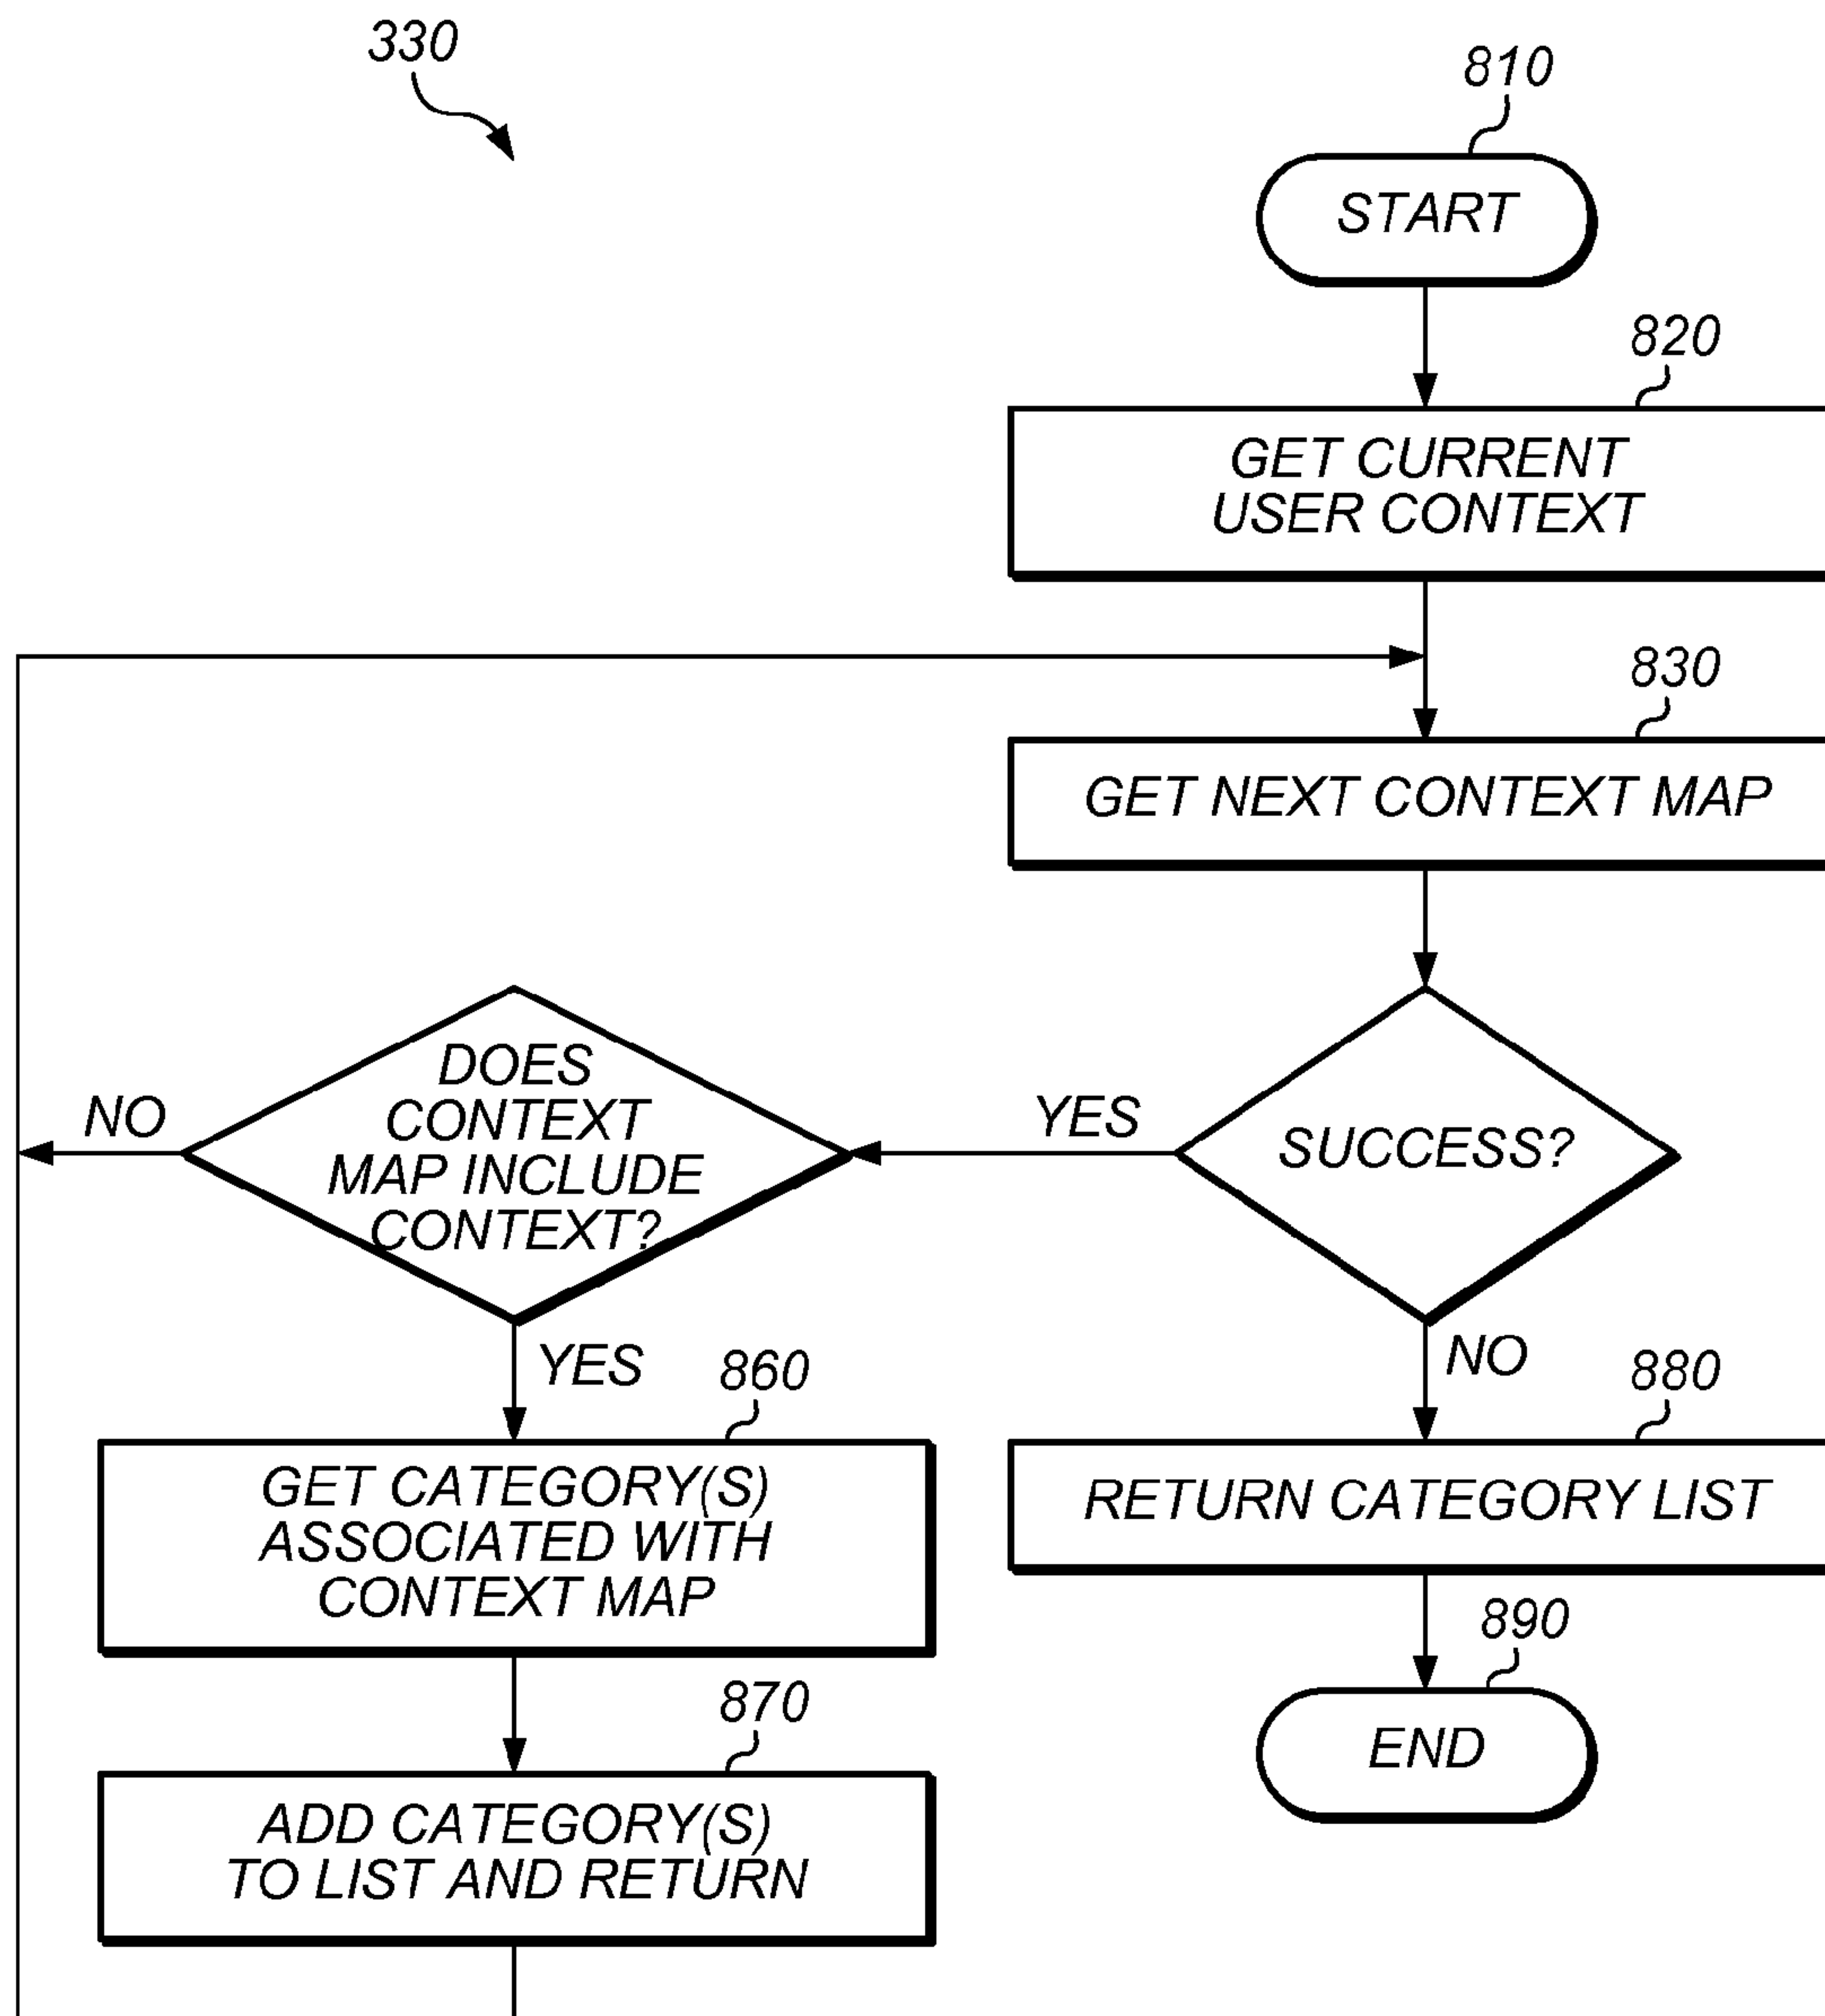 330
810
START
820
GET CURRENT
USER CONTEXT
830
GET NEXT CONTEXT MAP
DOES
CONTEXT
MAP INCLUDE
CONTEXT?
NO
YES
SUCCESS?
YES
860
NO
880
GET CATEGORY(S)
ASSOCIATED WITH
CONTEXT MAP
RETURN CATEGORY LIST
890
END
870
ADD CATEGORY(S)
TO LIST AND RETURN